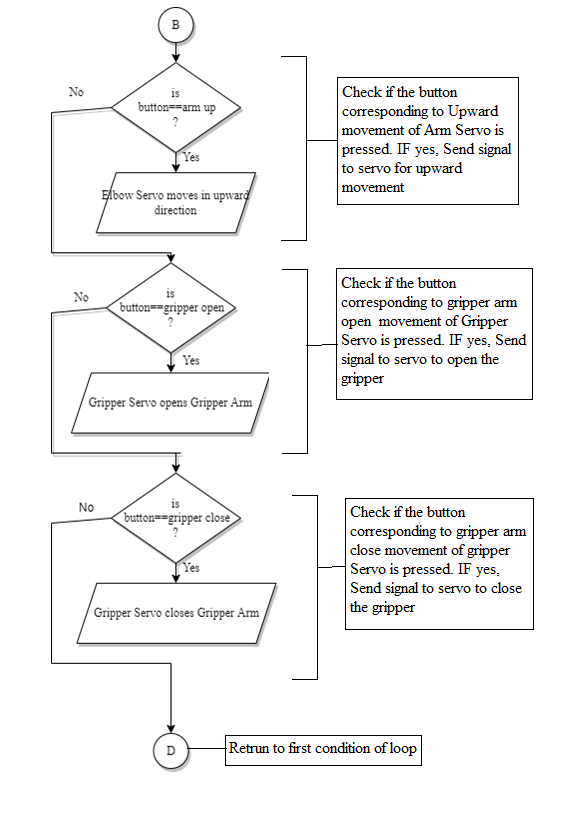 B
No
is
button==arm up
?
Yes
Elbow Servo moves in upward
direction
Check if the button
corresponding to Upward
movement of Arm Servo is
pressed. IF yes, Send signal
to servo for upward
movement
No
is
button==gripper open
?
Yes
Gripper Servo opens Gripper Arm
Check if the button
corresponding to gripper arm
open movement of Gripper
Servo is pressed. IF yes, Send
signal to servo to open the
gripper
No
is
button==gripper close
?
Yes
Gripper Servo closes Gripper Arm
Check if the button
corresponding to gripper arm
close movement of gripper
Servo is pressed. IF yes,
Send signal to servo to close
the gripper
D
Retrun to first condition of loop